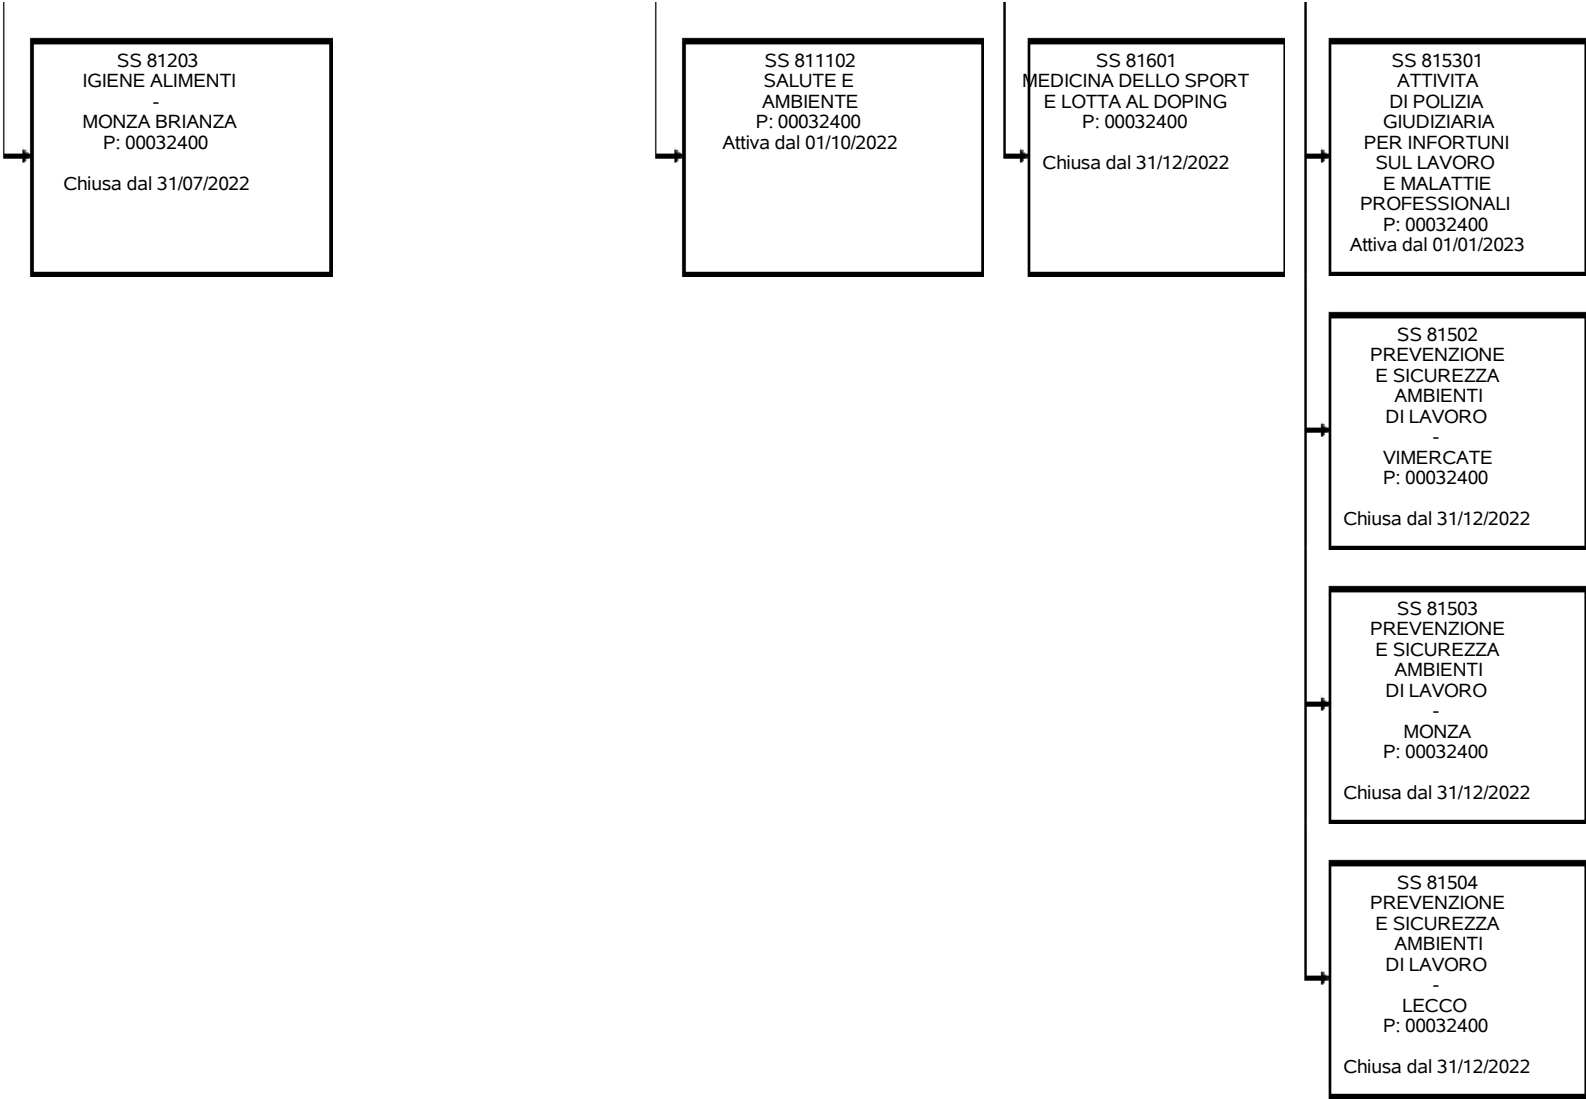 SS 81203
IGIENE ALIMENTI
-
MONZA BRIANZA
P: 00032400
Chiusa dal 31/07/2022
SS 811102
SALUTE E
AMBIENTE
P: 00032400
Attiva dal 01/10/2022
SS 81601
MEDICINA DELLO SPORT
E LOTTA AL DOPING
P: 00032400
Chiusa dal 31/12/2022
SS 815301
ATTIVITA
DI POLIZIA
GIUDIZIARIA
PER INFORTUNI
SUL LAVORO
E MALATTIE
PROFESSIONALI
P: 00032400
Attiva dal 01/01/2023
SS 81502
PREVENZIONE
E SICUREZZA
AMBIENTI
DI LAVORO
-
VIMERCATE
P: 00032400
Chiusa dal 31/12/2022
SS 81503
PREVENZIONE
E SICUREZZA
AMBIENTI
DI LAVORO
-
MONZA
P: 00032400
Chiusa dal 31/12/2022
SS 81504
PREVENZIONE
E SICUREZZA
AMBIENTI
DI LAVORO
-
LECCO
P: 00032400
Chiusa dal 31/12/2022